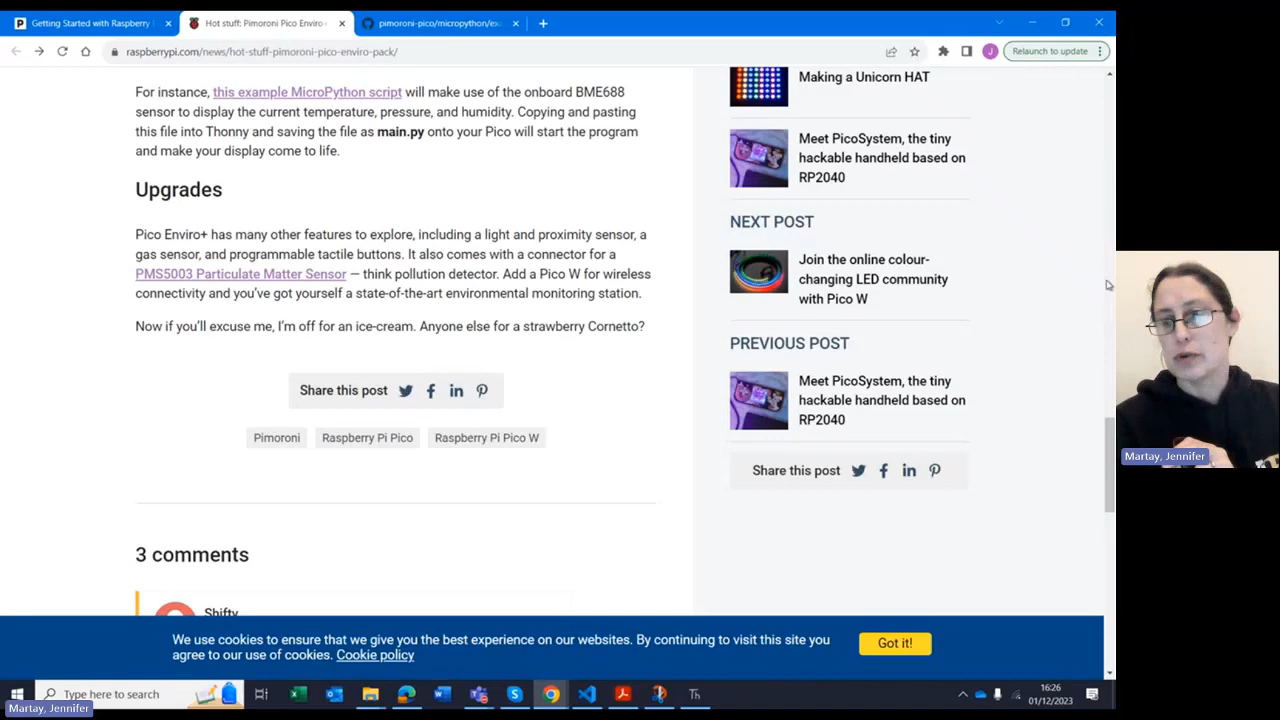 Getting Started with Raspberry
Hot stuff: Pimoroni Pico Enviro+
pimoroni-pico/micropython/exa
raspberrypi.com/news/hot-stuff-pimoroni-pico-enviro-pack/
J
Relaunch to update
For instance, this example MicroPython script will make use of the onboard BME688
sensor to display the current temperature, pressure, and humidity. Copying and pasting
this file into Thonny and saving the file as main.py onto your Pico will start the program
and make your display come to life.
Upgrades
Pico Enviro+ has many other features to explore, including a light and proximity sensor, a
gas sensor, and programmable tactile buttons. It also comes with a connector for a
PMS5003 Particulate Matter Sensor — think pollution detector. Add a Pico W for wireless
connectivity and you’ve got yourself a state-of-the-art environmental monitoring station.
Now if you’ll excuse me, I’m off for an ice-cream. Anyone else for a strawberry Cornetto?
Share this post
Pimoroni
Raspberry Pi Pico
Raspberry Pi Pico W
3 comments
Shifty
Making a Unicorn HAT
Meet PicoSystem, the tiny
hackable handheld based on
RP2040
NEXT POST
Join the online colour-
changing LED community
with Pico W
PREVIOUS POST
Meet PicoSystem, the tiny
hackable handheld based on
RP2040
Share this post
Martay, Jennifer
We use cookies to ensure that we give you the best experience on our websites. By continuing to visit this site you
agree to our use of cookies. Cookie policy
Got it!
Type here to search
Th
16:26
01/12/2023
Martay, Jennifer